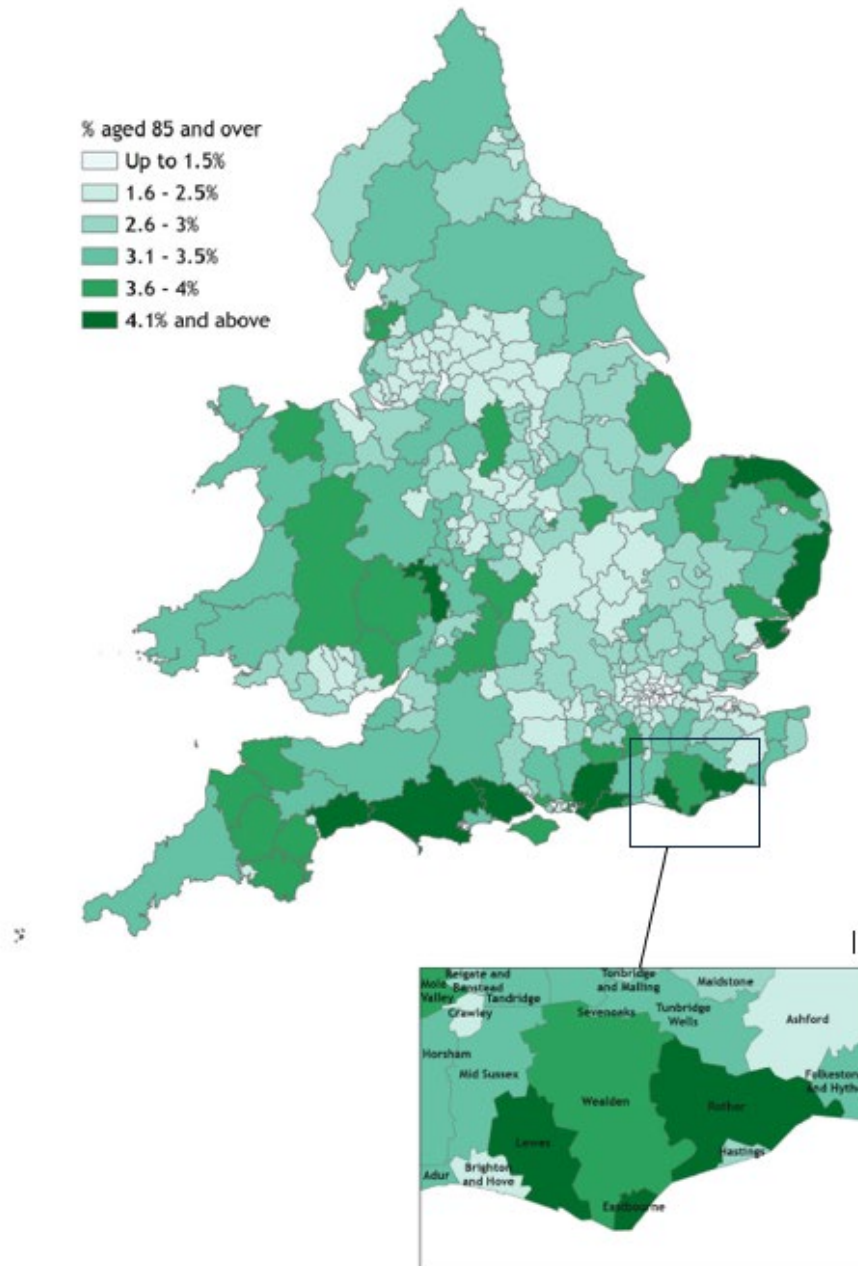 % aged 85 and over
Up to 1.5%
1.6 - 2.5%
2.6 - 3%
3.1 - 3.5%
3.6 - 4%
4.1% and above
Mole
Valley
Reigate and
Banstead
Tandridge
Crawley
Tonbridge
and Malling
Sevenoaks
Maidstone
Tunbridge
Wells
Ashford
Horsham
Mid Sussex
Folkeston
and Hythe
Wealden
Rother
Lewes
Hastings
Adur
Brighton
and Hove
Eastbourne